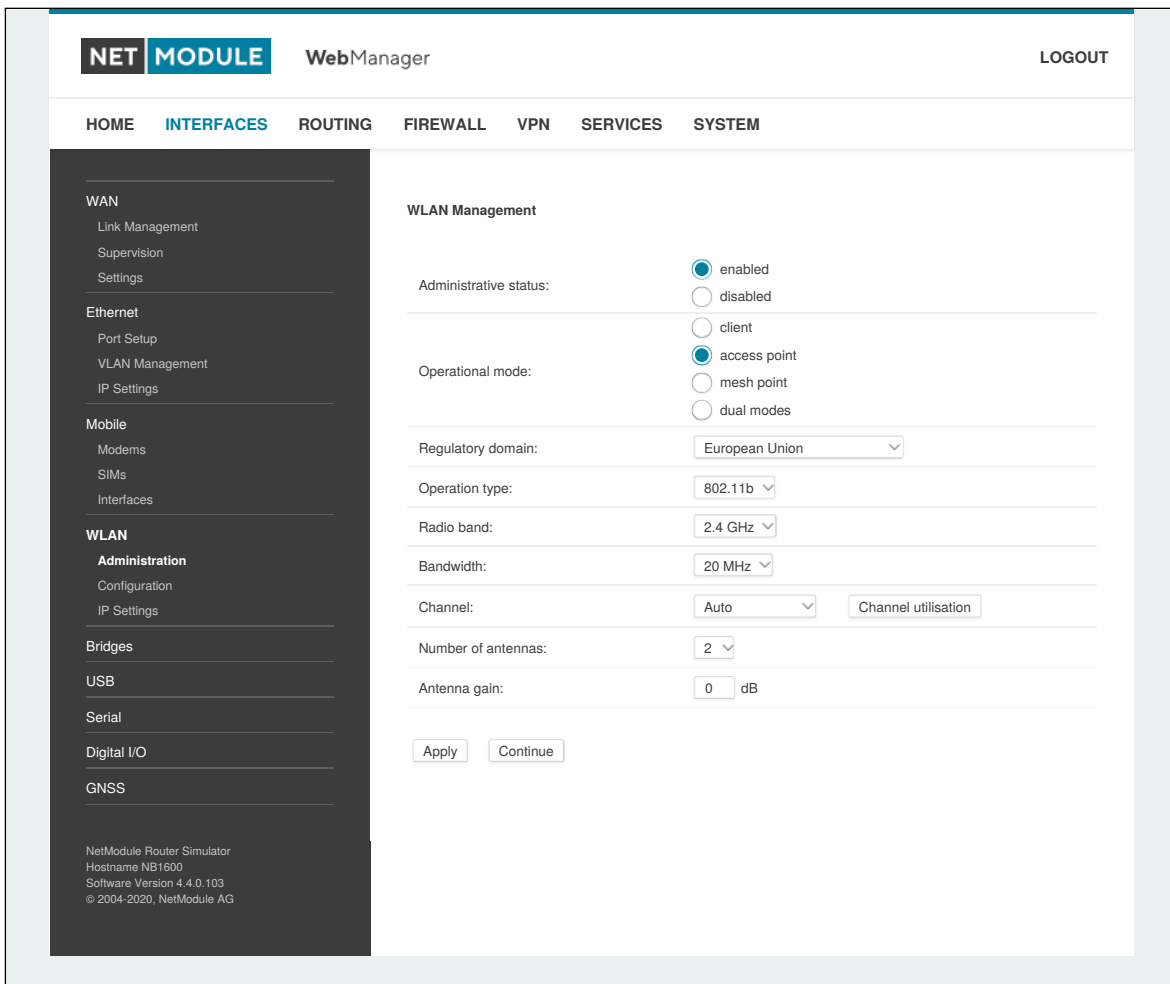 NET MODULE WebManager LOGOUT
HOME INTERFACES ROUTING FIREWALL VPN SERVICES SYSTEM
WAN
Link Management
Supervision
Settings
Ethernet
Port Setup
VLAN Management
IP Settings
Mobile
Modems
SIMs
Interfaces
WLAN
Administration
Configuration
IP Settings
Bridges
USB
Serial
Digital I/O
GNSS
NetModule Router Simulator
Hostname NB1600
Software Version 4.4.0.103
© 2004-2020, NetModule AG
WLAN Management
Administrative status:
enabled
disabled
Operational mode:
client
access point
mesh point
dual modes
Regulatory domain: European Union
Operation type: 802.11b
Radio band: 2.4 GHz
Bandwidth: 20 MHz
Channel: Auto Channel utilisation
Number of antennas: 2
Antenna gain: 0 dB
Apply Continue